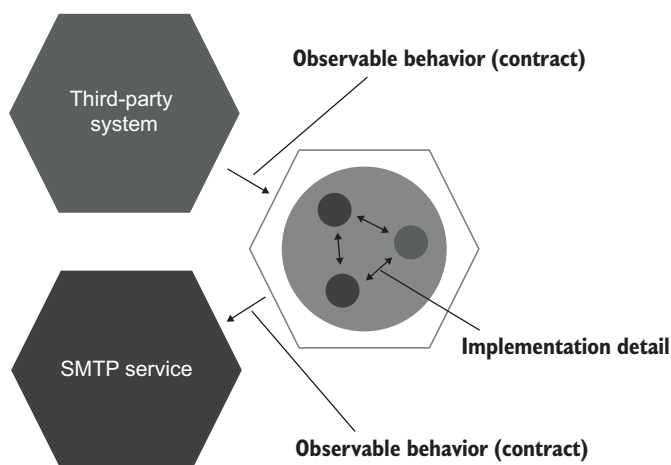 Observable behavior (contract)
Third-party
system
Implementation detail
SMTP service
Observable behavior (contract)